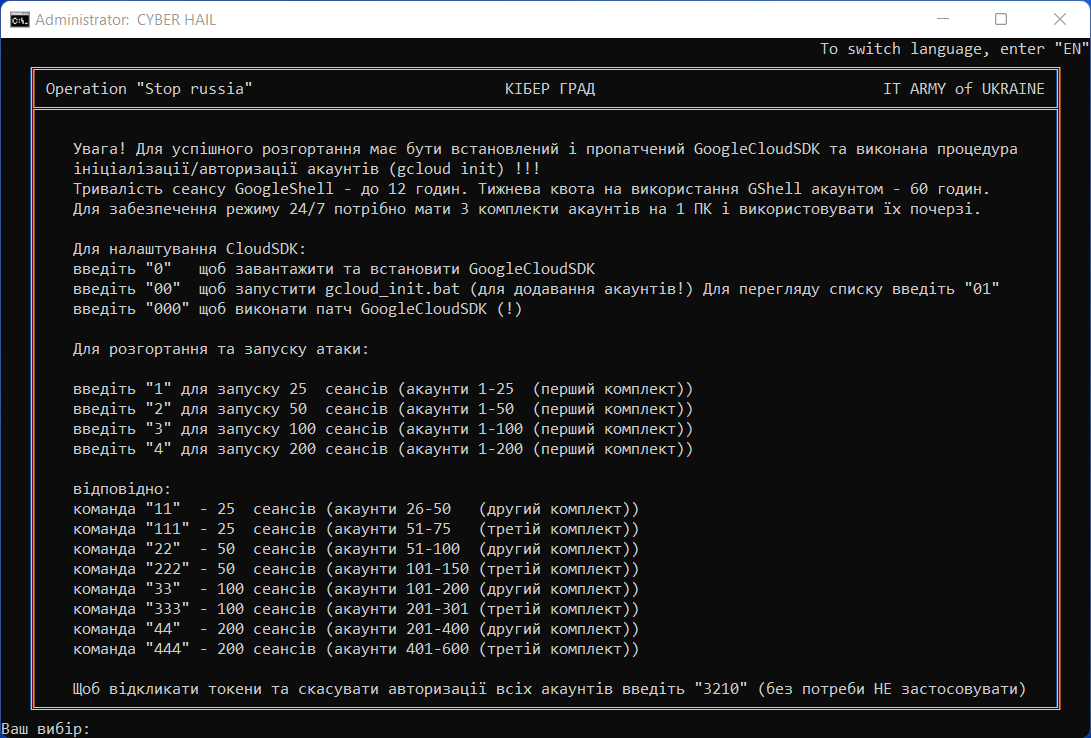 Administrator: CYBER HAIL
To switch language, enter "EN"
Operation "Stop russia" КІБЕР ГРАД IT ARMY of UKRAINE
Увага! Для успішного розгортання має бути встановлений і пропатчений GoogleCloudSDK та виконана процедура
ініціалізації/авторизації акаунтів (gcloud init) !!!
Тривалість сеансу GoogleShell - до 12 годин. Тижнева квота на використання GShell акаунтом - 60 годин.
Для забезпечення режиму 24/7 потрібно мати 3 комплекти акаунтів на 1 ПК і використовувати їх почерзі.
Для налаштування CloudSDK:
введіть "0" щоб завантажити та встановити GoogleCloudSDK
введіть "00" щоб запустити gcloud_init.bat (для додавання акаунтів!) Для перегляду списку введіть "01"
введіть "000" щоб виконати патч GoogleCloudSDK (!)
Для розгортання та запуску атаки:
введіть "1" для запуску 25 сеансів (акаунти 1-25 (перший комплект))
введіть "2" для запуску 50 сеансів (акаунти 1-50 (перший комплект))
введіть "3" для запуску 100 сеансів (акаунти 1-100 (перший комплект))
введіть "4" для запуску 200 сеансів (акаунти 1-200 (перший комплект))
відповідно:
команда "11" - 25 сеансів (акаунти 26-50 (другий комплект))
команда "111" - 25 сеансів (акаунти 51-75 (третій комплект))
команда "22" - 50 сеансів (акаунти 51-100 (другий комплект))
команда "222" - 50 сеансів (акаунти 101-150 (третій комплект))
команда "33" - 100 сеансів (акаунти 101-200 (другий комплект))
команда "333" - 100 сеансів (акаунти 201-301 (третій комплект))
команда "44" - 200 сеансів (акаунти 201-400 (другий комплект))
команда "444" - 200 сеансів (акаунти 401-600 (третій комплект))
Щоб відкликати токени та скасувати авторизації всіх акаунтів введіть "3210" (без потреби НЕ застосовувати)
Ваш вибір: